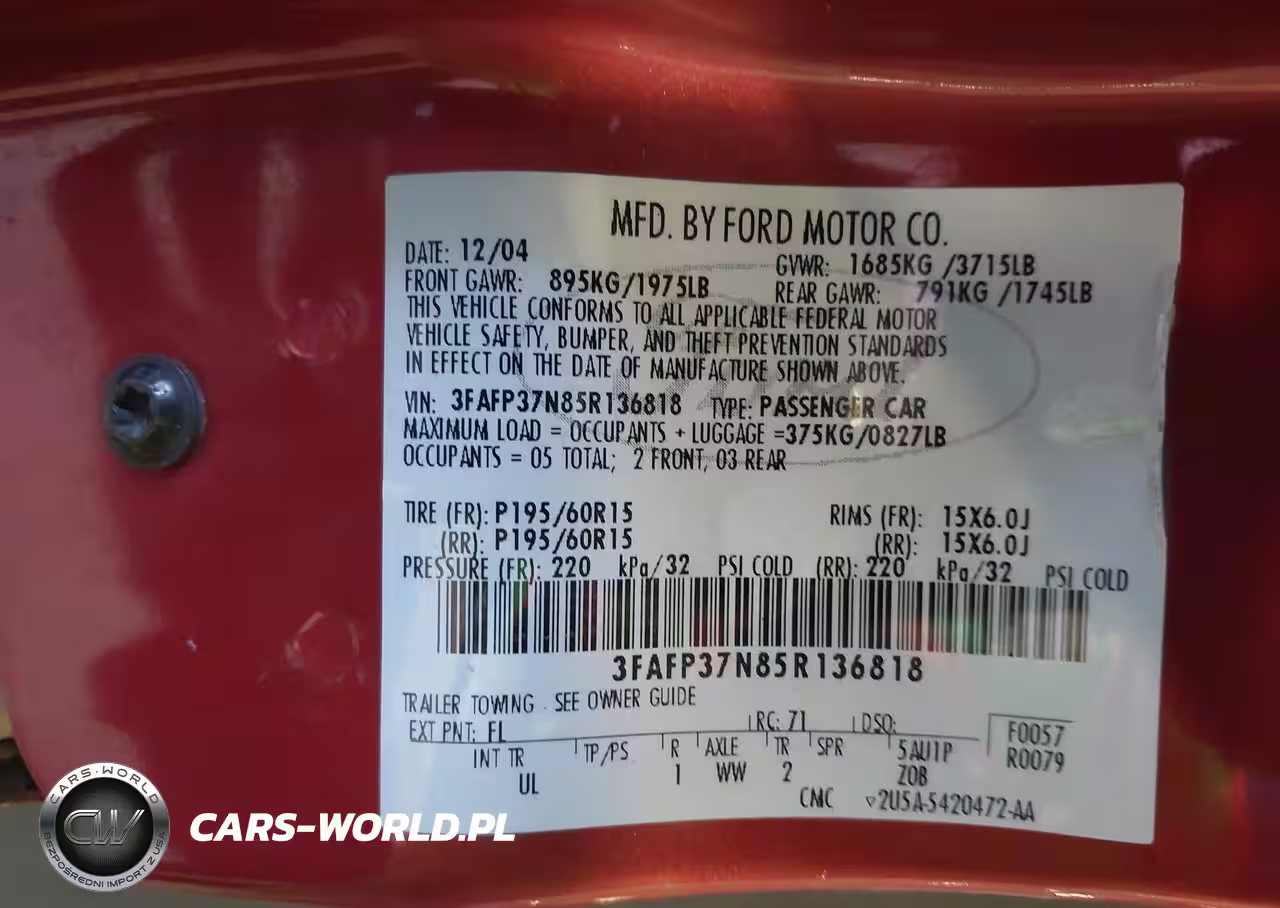 MFD. BY FORD MOTOR CO.
DATE: 12/04 GVWR: 1685KG /3715LB
FRONT GAWR: 895KG/1975LB REAR GAWR: 791KG /1745LB
THIS VEHICLE CONFORMS TO ALL APPLICABLE FEDERAL MOTOR
VEHICLE SAFETY, BUMPER, AND THEFT PREVENTION STANDARDS
IN EFFECT ON THE DATE OF MANUFACTURE SHOWN ABOVE.
VIN: 3FAFP37N85R136818 TYPE: PASSENGER CAR
MAXIMUM LOAD = OCCUPANTS + LUGGAGE =375KG/0827LB
OCCUPANTS = 05 TOTAL; 2 FRONT, 03 REAR
TIRE (FR): P195/60R15 RIMS (FR): 15X6.0J
(RR): P195/60R15 (RR): 15X6.0J
PRESSURE (FR): 220 kPa/32 PSI COLD (RR): 220 kPa/32 PSI COLD
3FAFP37N85R136818
TRAILER TOWING - SEE OWNER GUIDE
EXT PNT: FL RC: 71 DSO: F0057
INT TR TP/PS R AXLE TR SPR 5AU1P R0079
UL 1 WW 2 Z0B
CMC ▿2U5A-5420472-AA
CARS-WORLD
CW
BEZPOŚREDNI IMPORT Z USA
CARS-WORLD.PL